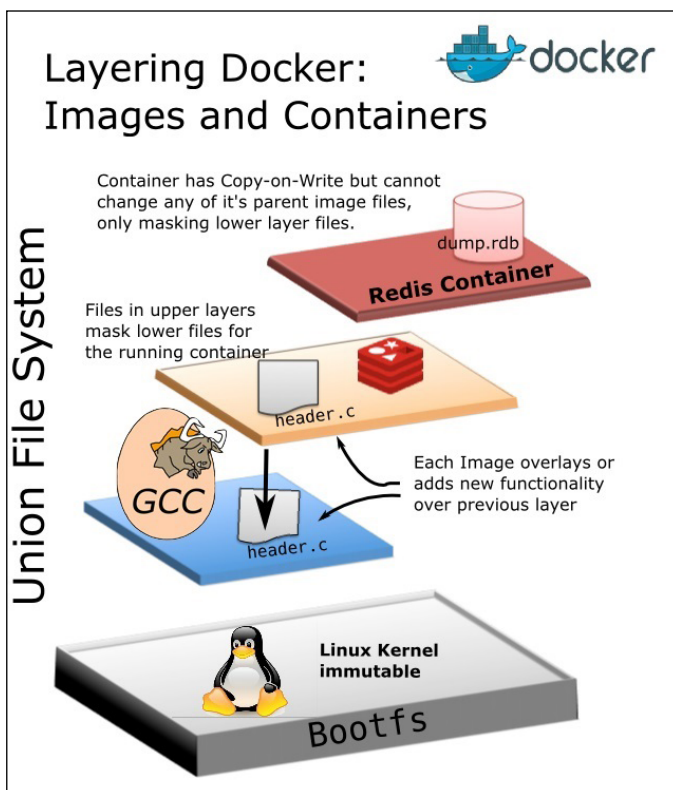 docker
Layering Docker:
Images and Containers
Container has Copy-on-Write but cannot
change any of it's parent image files,
only masking lower layer files.
dump.rdb
Redis Container
Files in upper layers
mask lower files for
the running container
header.c
GCC
Each Image overlays or
adds new functionality
over previous layer
header.c
Linux Kernel
immutable
Bootfs
Union File System